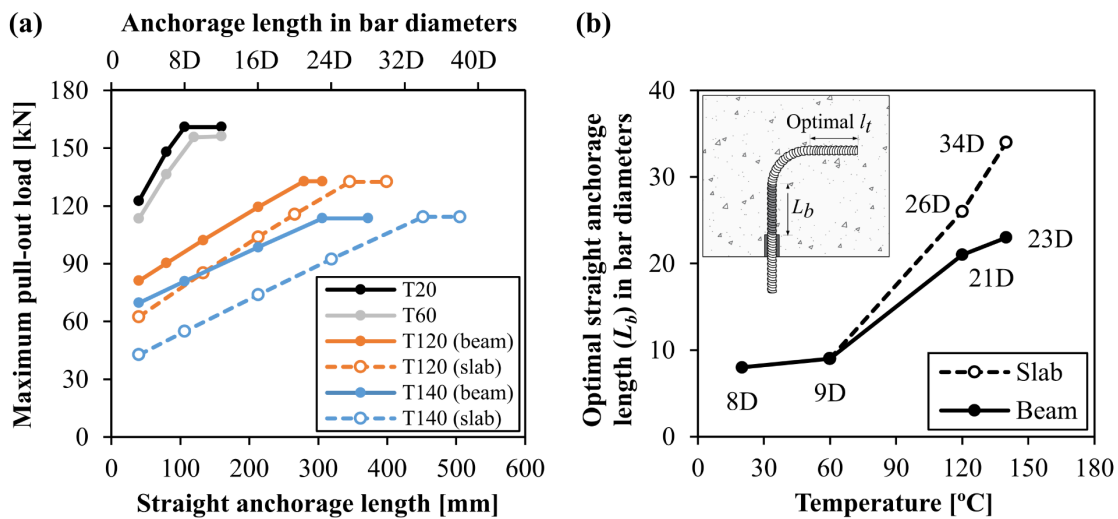 (a)
Anchorage length in bar diameters
3 8D 16D 24D 32D 40D
Maximum pull-out load [kN]
180
150
120
90
60
30
0
T20
T60
T120 (beam)
T120 (slab)
T140 (beam)
T140 (slab)
0 100 200 300 400 500 600
Straight anchorage length [mm]
(b)
Optimal straight anchorage
length (Lb) in bar diameters
40
30
20
10
0
Optimal lt
Lb
34D
26D
23D
21D
8D
9D
Slab
Beam
0 30 60 90 120 150 180
Temperature [ºC]